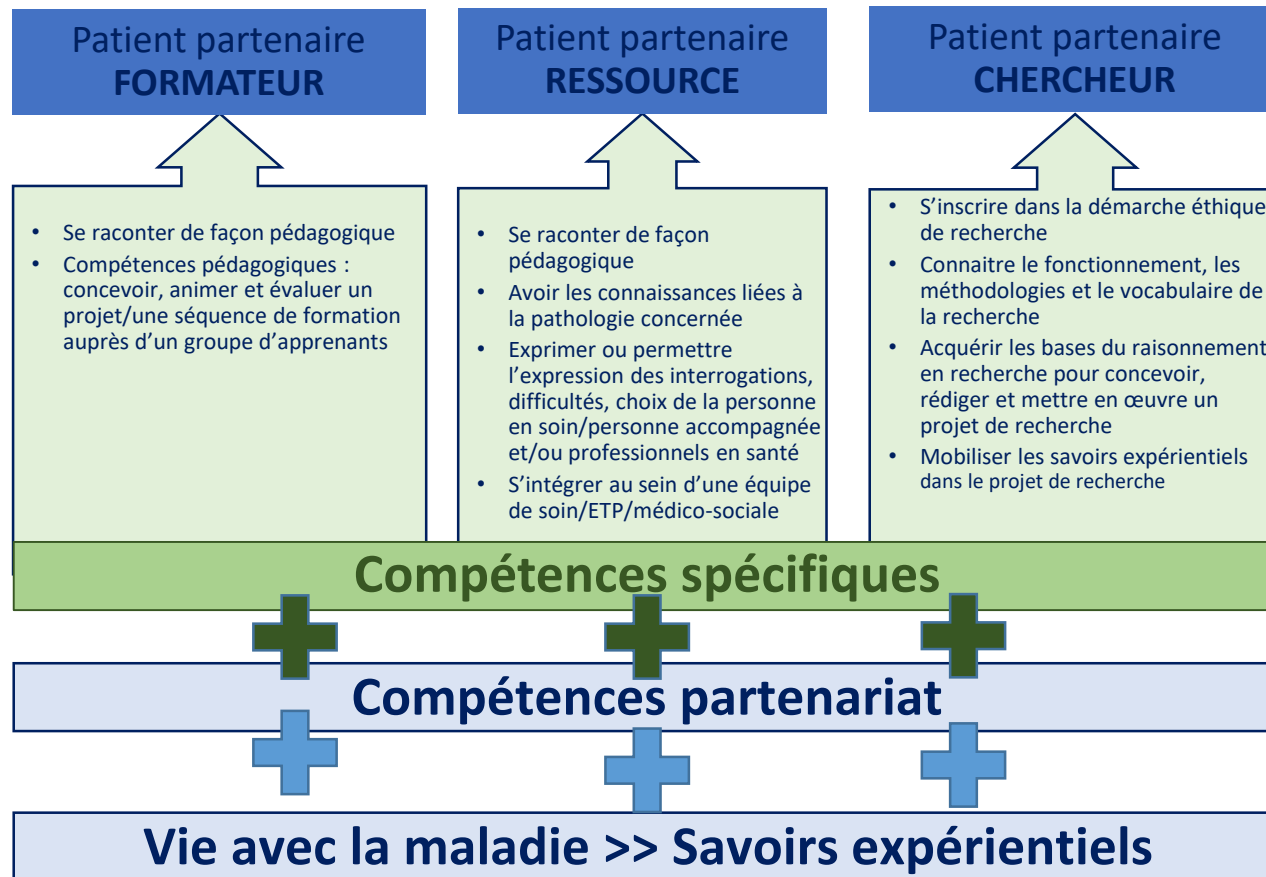 Patient partenaire
FORMATEUR
Patient partenaire
RESSOURCE
Patient partenaire
CHERCHEUR
• Se raconter de façon pédagogique
• Compétences pédagogiques :
concevoir, animer et évaluer un
projet/une séquence de formation
auprès d’un groupe d’apprenants
• Se raconter de façon
pédagogique
• Avoir les connaissances liées à
la pathologie concernée
• Exprimer ou permettre
l’expression des interrogations,
difficultés, choix de la personne
en soin/personne accompagnée
et/ou professionnels en santé
• S’intégrer au sein d’une équipe
de soin/ETP/médico-sociale
• S’inscrire dans la démarche éthique
de recherche
• Connaitre le fonctionnement, les
méthodologies et le vocabulaire de
la recherche
• Acquérir les bases du raisonnement
en recherche pour concevoir,
rédiger et mettre en œuvre un
projet de recherche
• Mobiliser les savoirs expérientiels
dans le projet de recherche
Compétences spécifiques
Compétences partenariat
Vie avec la maladie >> Savoirs expérientiels